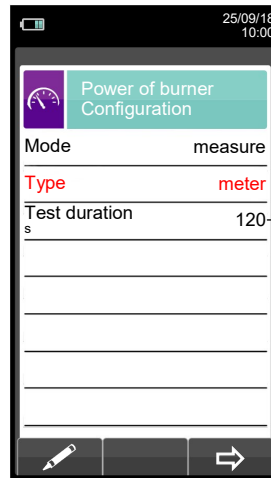 25/09/18
10:00
Power of burner
Configuration
Mode measure
Type meter
Test duration 120-
s